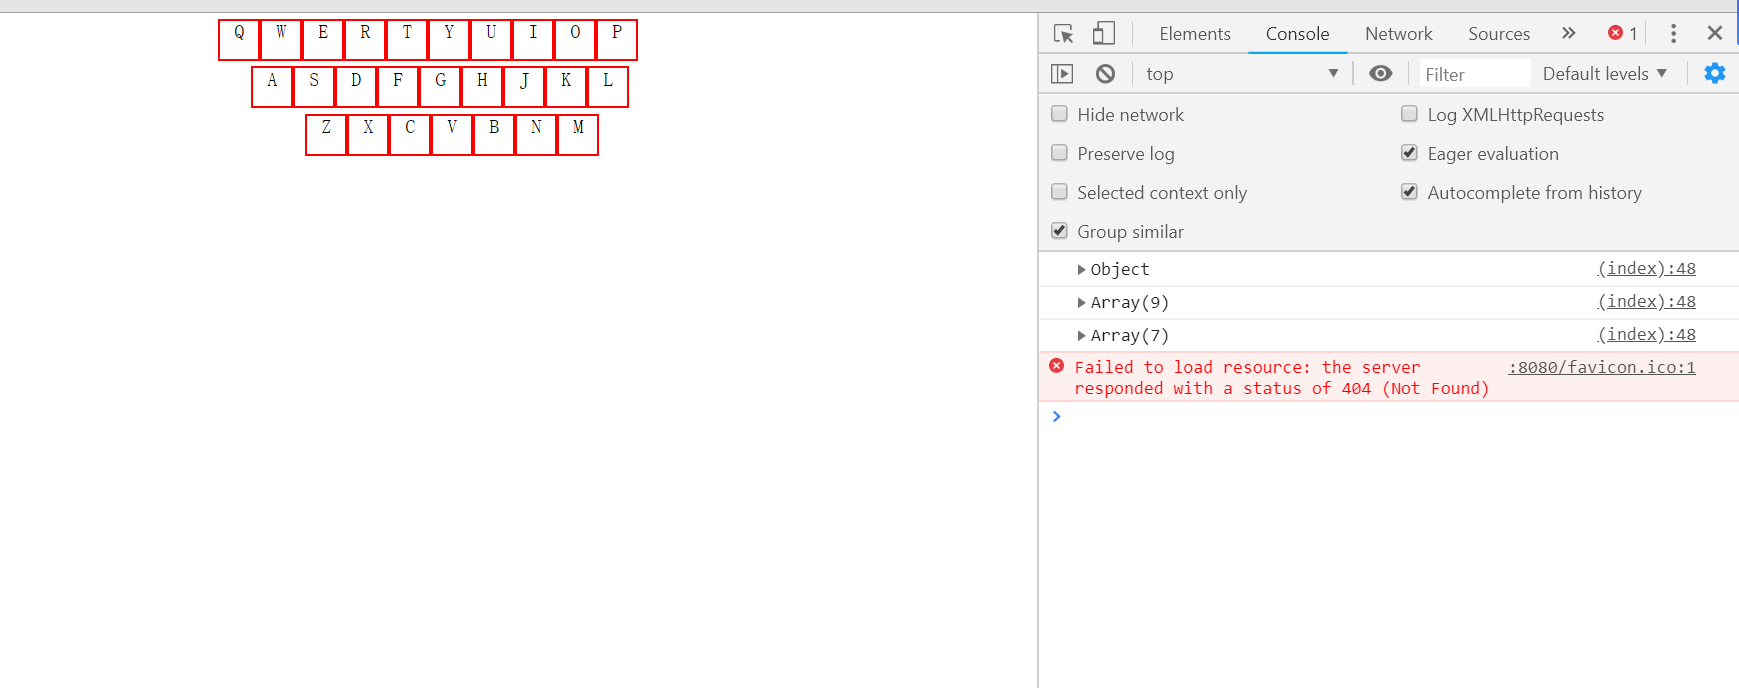 Q W E R T Y U I O P
A S D F G H J K L
Z X C V B N M
Elements Console Network Sources » 1
top Filter Default levels
Hide network Log XMLHttpRequests
Preserve log Eager evaluation
Selected context only Autocomplete from history
Group similar
Object (index):48
Array(9) (index):48
Array(7) (index):48
Failed to load resource: the server :8080/favicon.ico:1
responded with a status of 404 (Not Found)